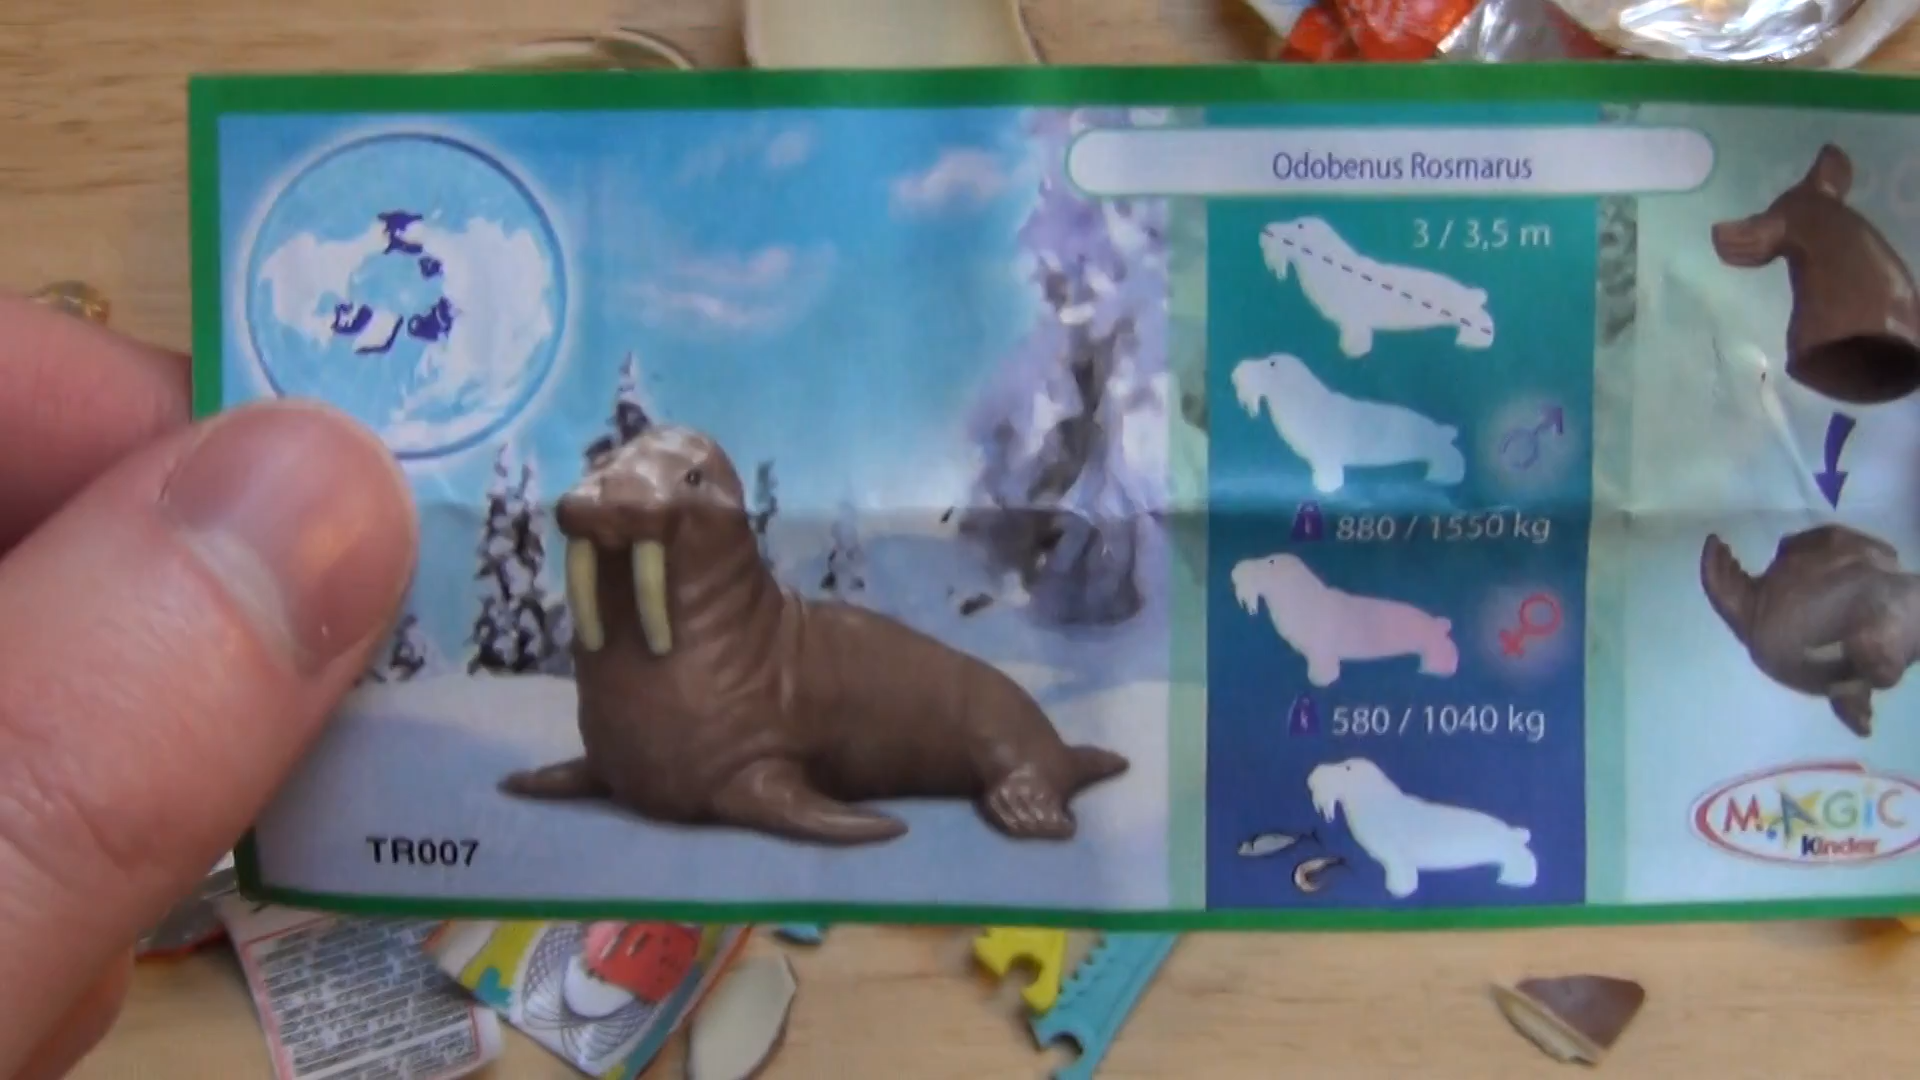 Odobenus Rosmarus
3 / 3,5 m
880 / 1550 kg
580 / 1040 kg
TR007
MAGiC
Kinder